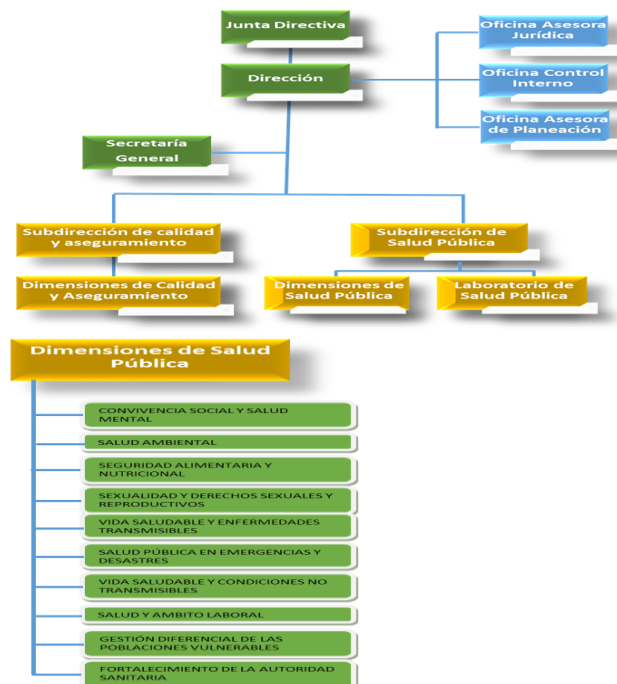 Junta Directiva
Oficina Asesora
Jurídica
Dirección
Oficina Control
Interno
Oficina Asesora
de Planeación
Secretaría
General
Subdirección de calidad
y aseguramiento
Subdirección de
Salud Pública
Dimensiones de Calidad
y Aseguramiento
Dimensiones de
Salud Pública
Laboratorio de
Salud Pública
Dimensiones de Salud
Pública
CONVIVENCIA SOCIAL Y SALUD
MENTAL
SALUD AMBIENTAL
SEGURIDAD ALIMENTARIA Y
NUTRICIONAL
SEXUALIDAD Y DERECHOS SEXUALES Y
REPRODUCTIVOS
VIDA SALUDABLE Y ENFERMEDADES
TRANSMISIBLES
SALUD PÚBLICA EN EMERGENCIAS Y
DESASTRES
VIDA SALUDABLE Y CONDICIONES NO
TRANSMISIBLES
SALUD Y AMBITO LABORAL
GESTIÓN DIFERENCIAL DE LAS
POBLACIONES VULNERABLES
FORTALECIMIENTO DE LA AUTORIDAD
SANITARIA